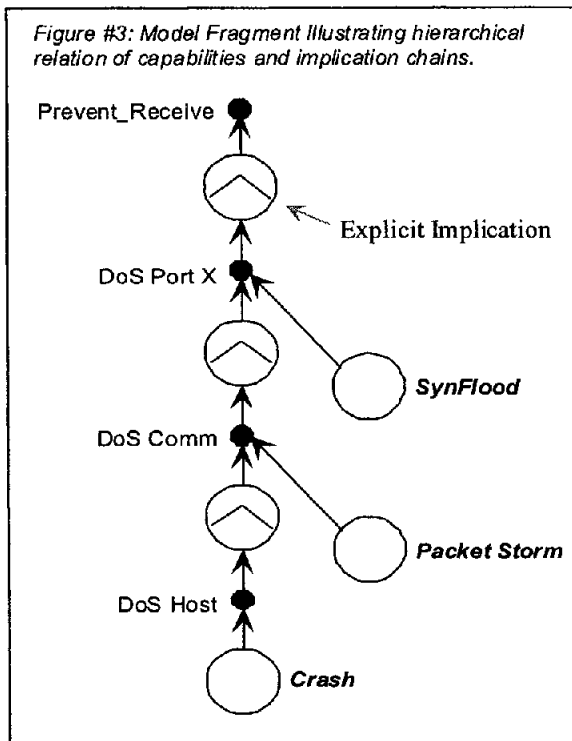 Figure #3: Model Fragment Illustrating hierarchical
relation of capabilities and implication chains.
Prevent_Receive
Explicit Implication
DoS Port X
SynFlood
DoS Comm
Packet Storm
DoS Host
Crash